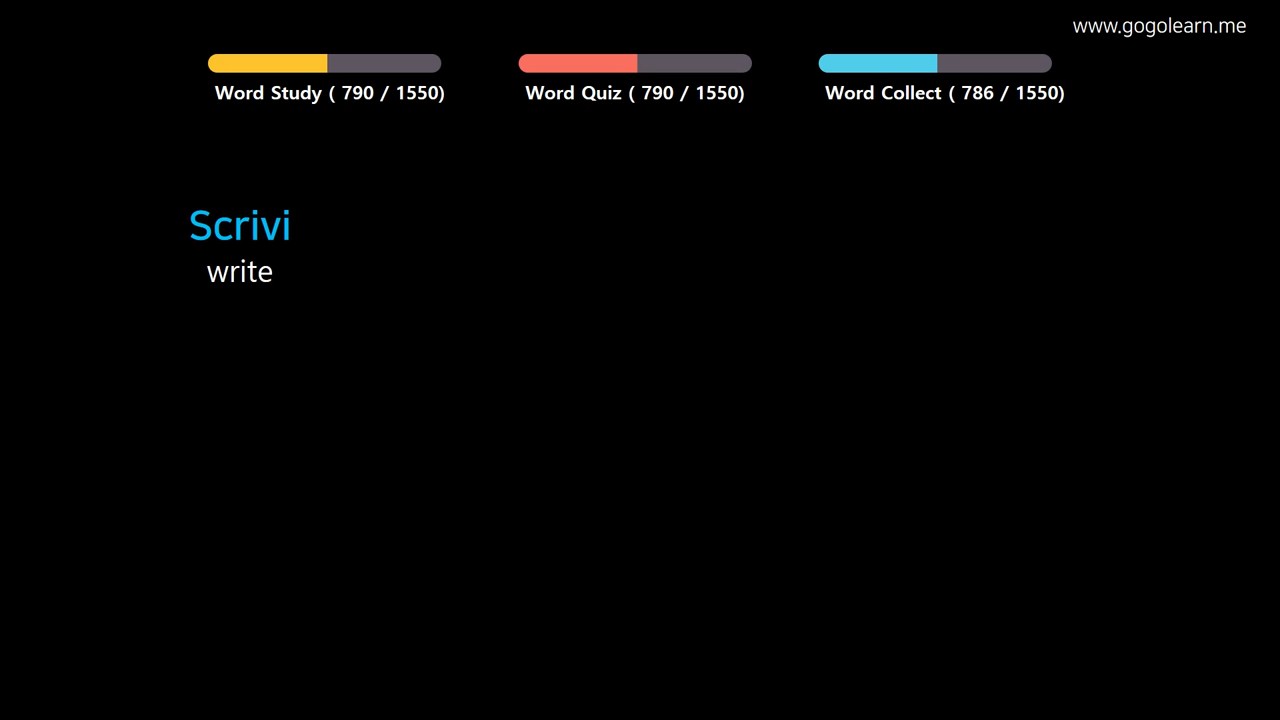 www.gogolearn.me
Word Study ( 790 / 1550)
Word Quiz ( 790 / 1550)
Word Collect ( 786 / 1550)
Scrivi
write